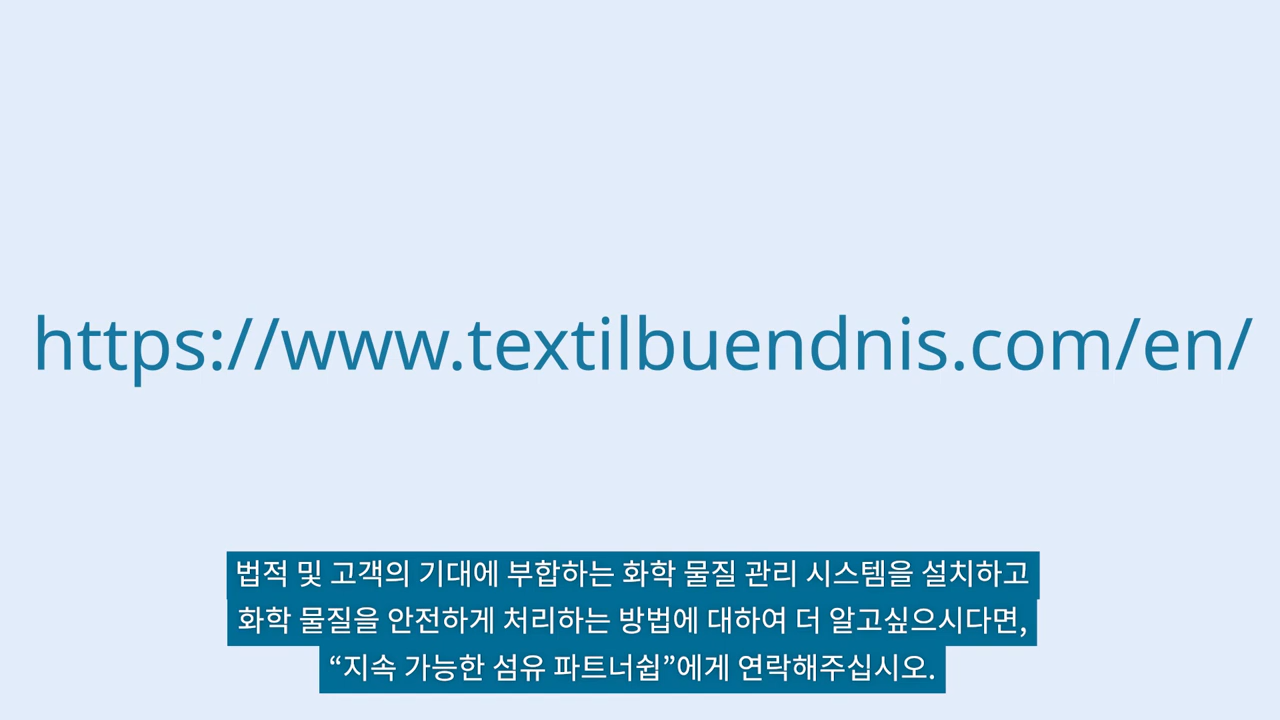 https://www.textilbuendnis.com/en/
법적 및 고객의 기대에 부합하는 화학 물질 관리 시스템을 설치하고
화학 물질을 안전하게 처리하는 방법에 대하여 더 알고싶으시다면,
“지속 가능한 섬유 파트너쉽”에게 연락해주십시오.